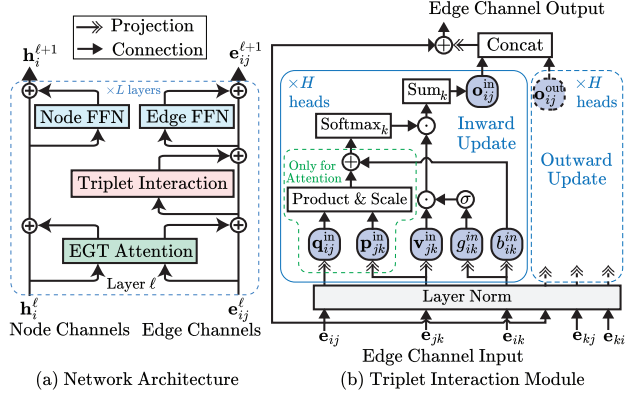 Projection
Connection
h_i^{ℓ+1}
e_{ij}^{ℓ+1}
×L layers
Node FFN
Edge FFN
Triplet Interaction
EGT Attention
Layer ℓ
h_i^ℓ
e_{ij}^ℓ
Node Channels
Edge Channels
(a) Network Architecture
Edge Channel Output
Concat
×H
heads
Sum_k
o_{ij}^{in}
o_{ij}^{out}
×H
heads
Softmax_k
Inward
Update
Only for
Attention
Outward
Update
Product & Scale
σ
q_{ij}^{in}
p_{jk}^{in}
v_{jk}^{in}
g_{ik}^{in}
b_{ik}^{in}
Layer Norm
e_{ij}
e_{jk}
e_{ik}
e_{kj}
e_{ki}
Edge Channel Input
(b) Triplet Interaction Module